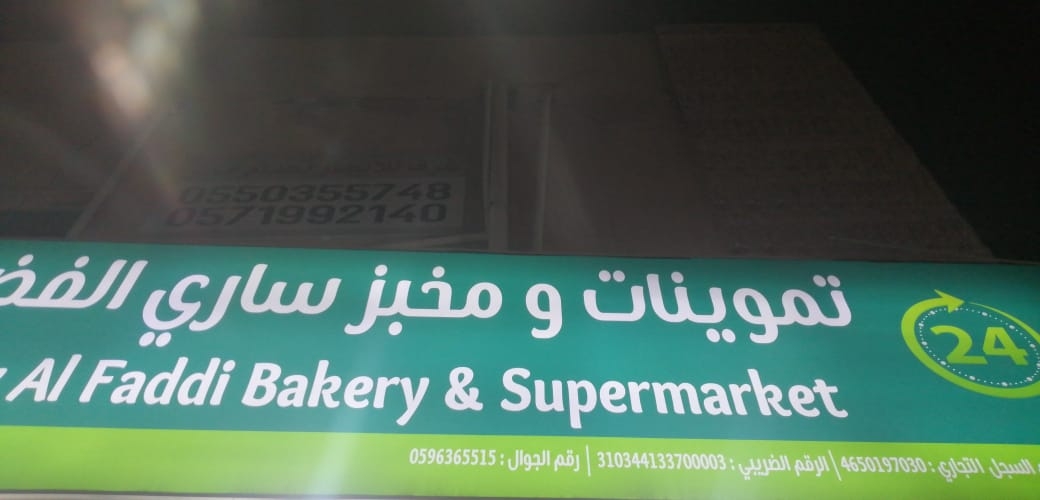 0550355748
0571992140
تموينات و مخبز ساري
24
Al Faddi Bakery & Supermarket
السجل التجاري : 4650197030 | الرقم الضريبي : 310344133700003 | رقم الجوال : 0596365515